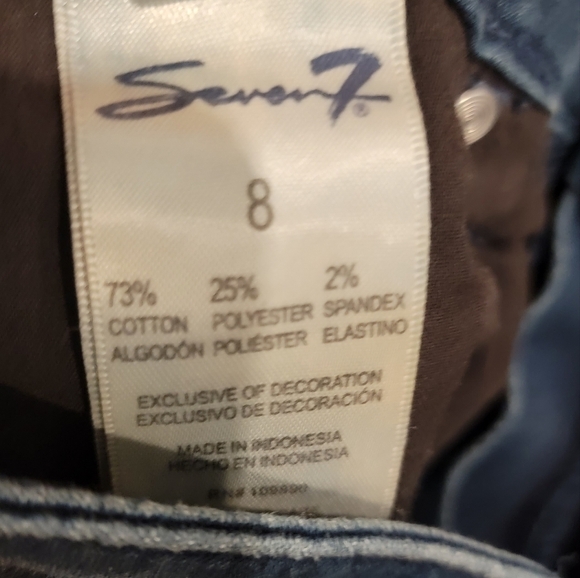 Seven7®
8
73% 25% 2%
COTTON POLYESTER SPANDEX
ALGODÓN POLIÉSTER ELASTINO
EXCLUSIVE OF DECORATION
EXCLUSIVO DE DECORACIÓN
MADE IN INDONESIA
HECHO EN INDONESIA
RN#